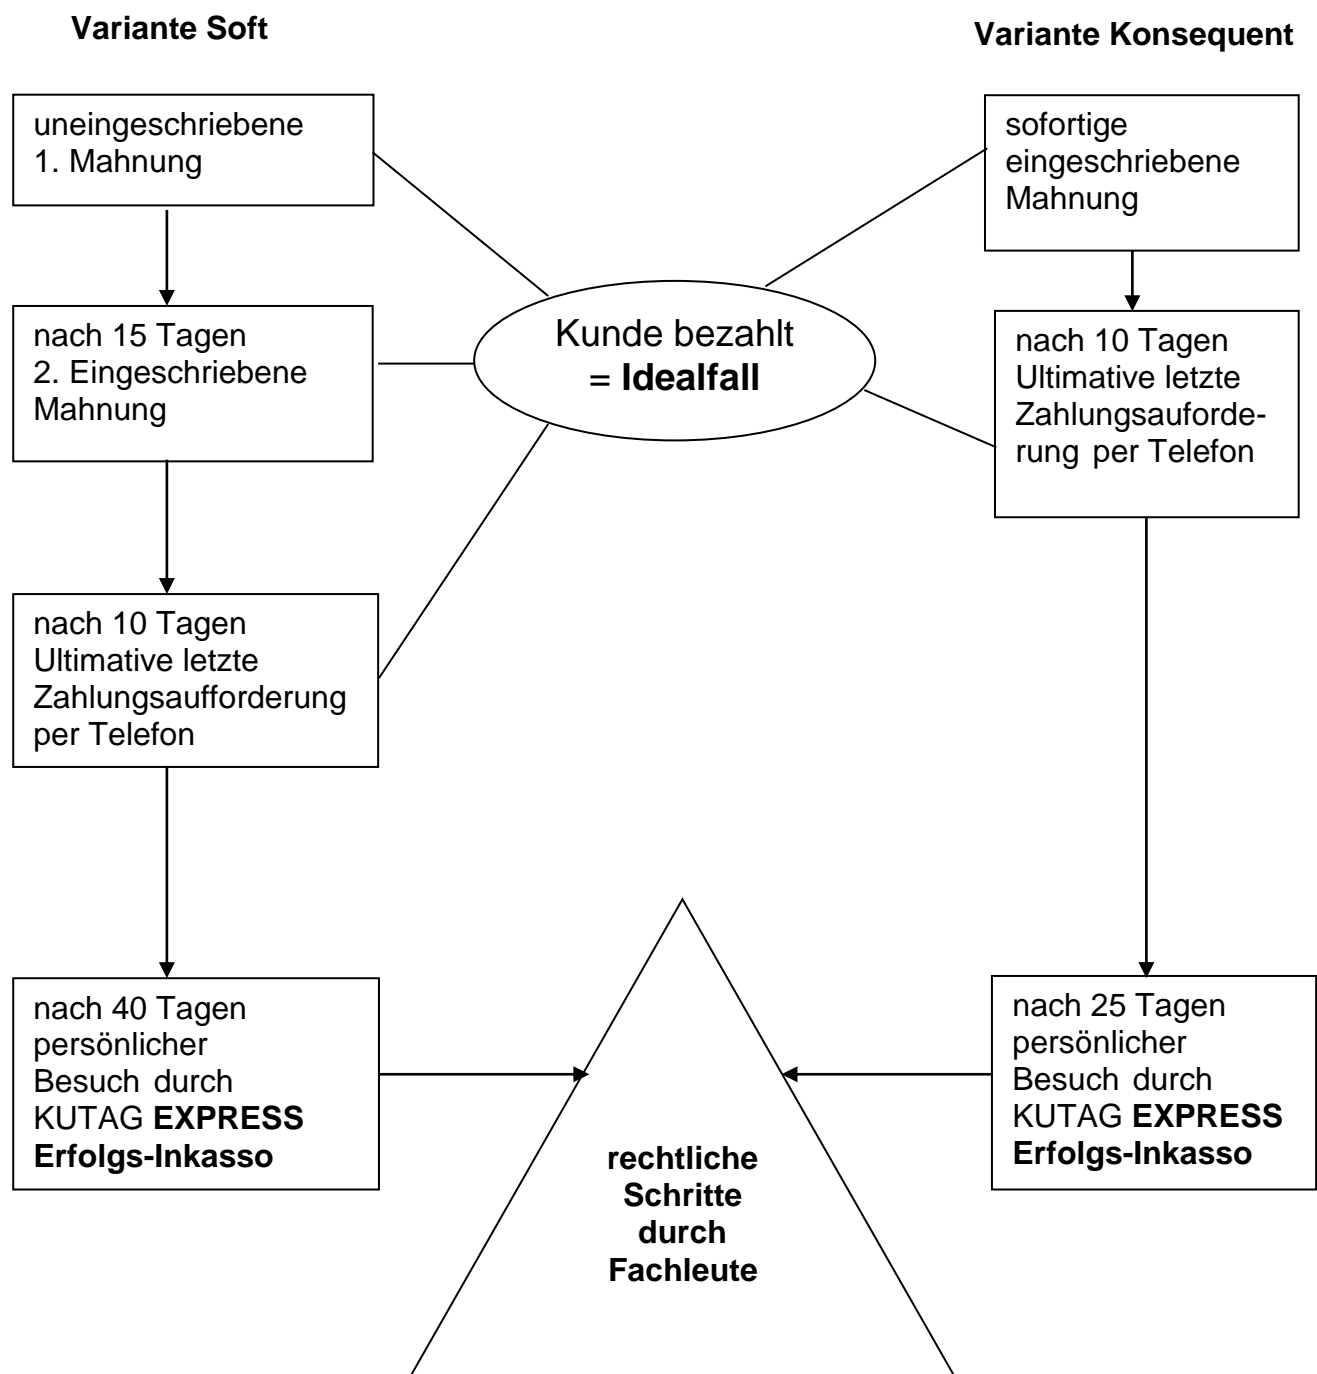 Variante Soft
Variante Konsequent
uneingeschriebene
1. Mahnung
sofortige
eingeschriebene
Mahnung
nach 15 Tagen
2. Eingeschriebene
Mahnung
Kunde bezahlt
= Idealfall
nach 10 Tagen
Ultimative letzte
Zahlungsauforde-
rung per Telefon
nach 10 Tagen
Ultimative letzte
Zahlungsaufforderung
per Telefon
nach 40 Tagen
persönlicher
Besuch durch
KUTAG EXPRESS
Erfolgs-Inkasso
rechtliche
Schritte
durch
Fachleute
nach 25 Tagen
persönlicher
Besuch durch
KUTAG EXPRESS
Erfolgs-Inkasso